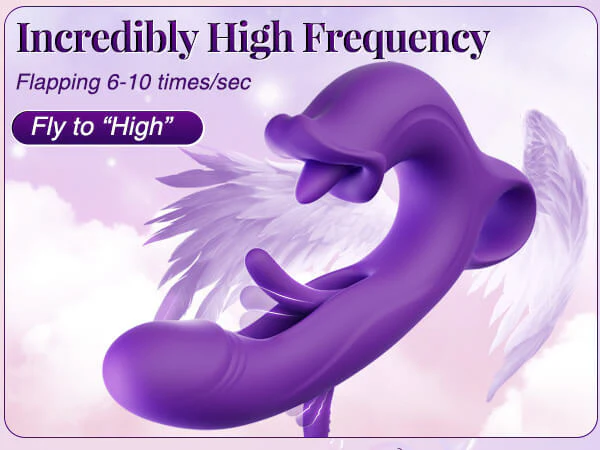 Incredibly High Frequency
Flapping 6-10 times/sec
Fly to “High”